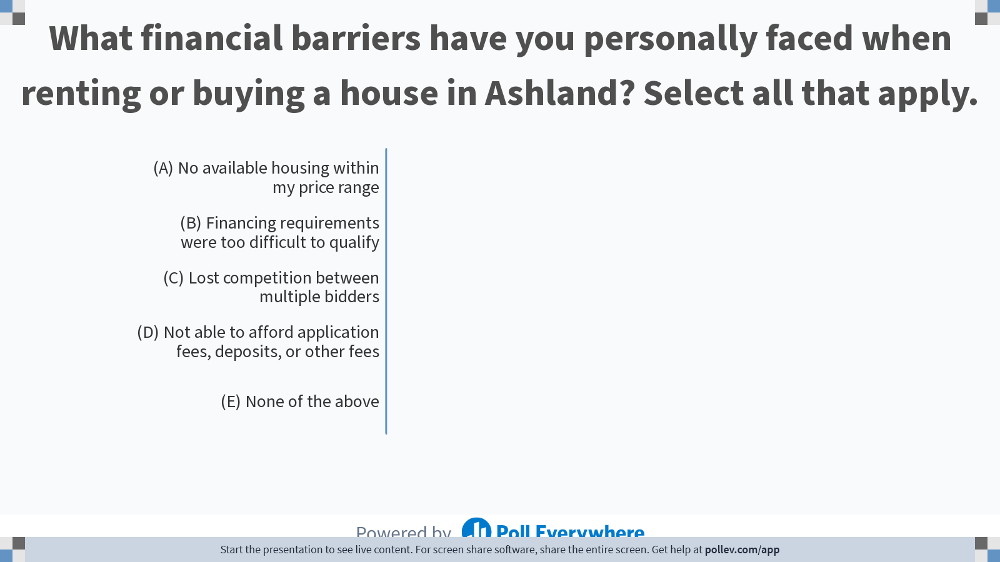 What financial barriers have you personally faced when
renting or buying a house in Ashland? Select all that apply.
(A) No available housing within
my price range
(B) Financing requirements
were too difficult to qualify
(C) Lost competition between
multiple bidders
(D) Not able to afford application
fees, deposits, or other fees
(E) None of the above
Powered by Poll Everywhere
Start the presentation to see live content. For screen share software, share the entire screen. Get help at pollev.com/app